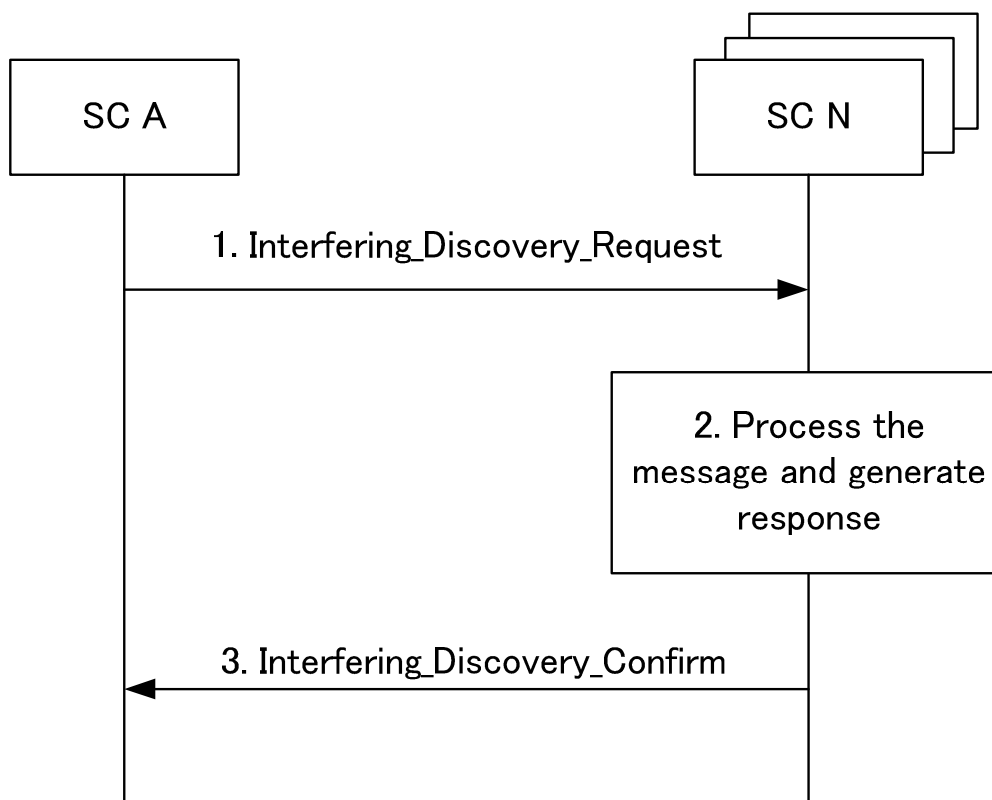 SC A
SC N
1. Interfering_Discovery_Request
2. Process the
message and generate
response
3. Interfering_Discovery_Confirm